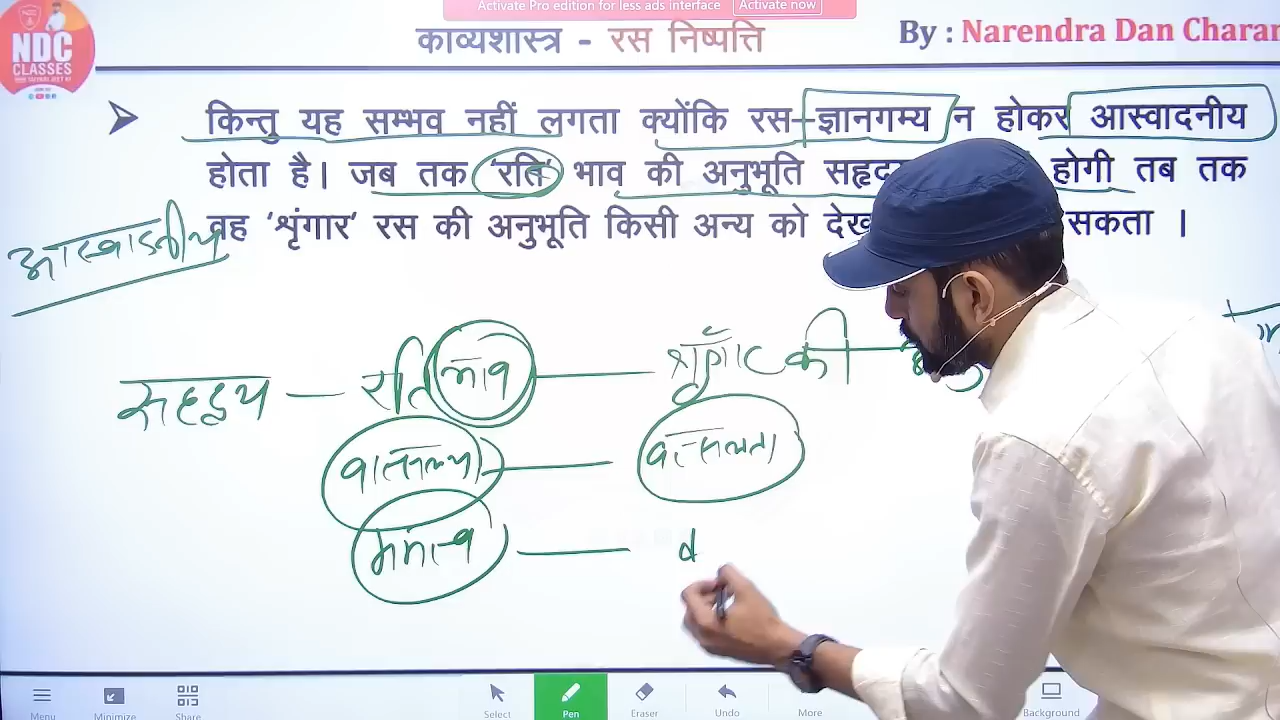 Activate Pro edition for less ads interface Activate now
NDC
CLASSES
काव्यशास्त्र - रस निष्पत्ति
By : Narendra Dan Charan
➤ किन्तु यह सम्भव नहीं लगता क्योंकि रस ज्ञानगम्य न होकर आस्वादनीय
होता है। जब तक 'रति' भाव की अनुभूति होगी तब तक
वह 'श्रृंगार' रस की अनुभूति किसी अन्य को सकता ।
आस्वादनीय
सहृदय – रति भाव — श्रृंगार की
वात्सल्य — वत्सलता
ममत्व — व
Menu Minimize Share Select Pen Eraser Undo More Background